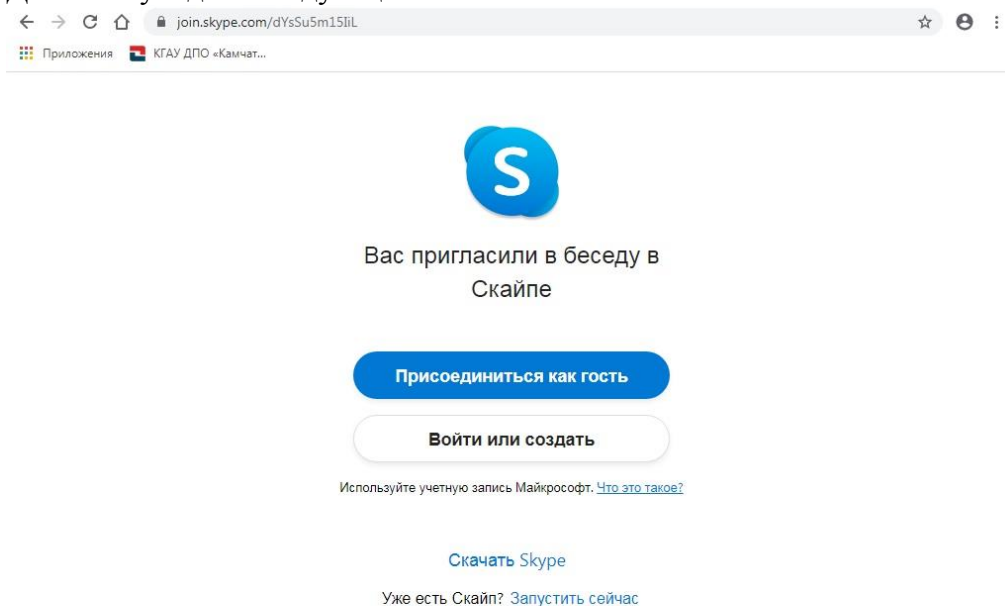 join.skype.com/dYsSu5m15IiL
Приложения КГАУ ДПО «Камчат...
S
Вас пригласили в беседу в
Скайпе
Присоединиться как гость
Войти или создать
Используйте учетную запись Майкрософт. Что это такое?
Скачать Skype
Уже есть Скайп? Запустить сейчас